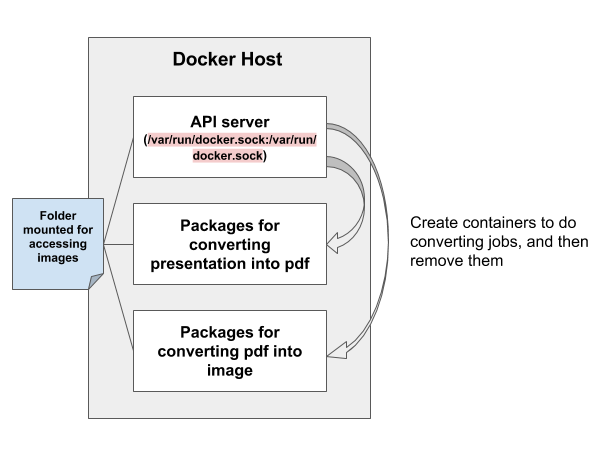 Docker Host
API server
(/var/run/docker.sock:/var/run/
docker.sock)
Folder
mounted for
accessing
images
Packages for
converting
presentation into pdf
Create containers to do
converting jobs, and then
remove them
Packages for
converting pdf into
image